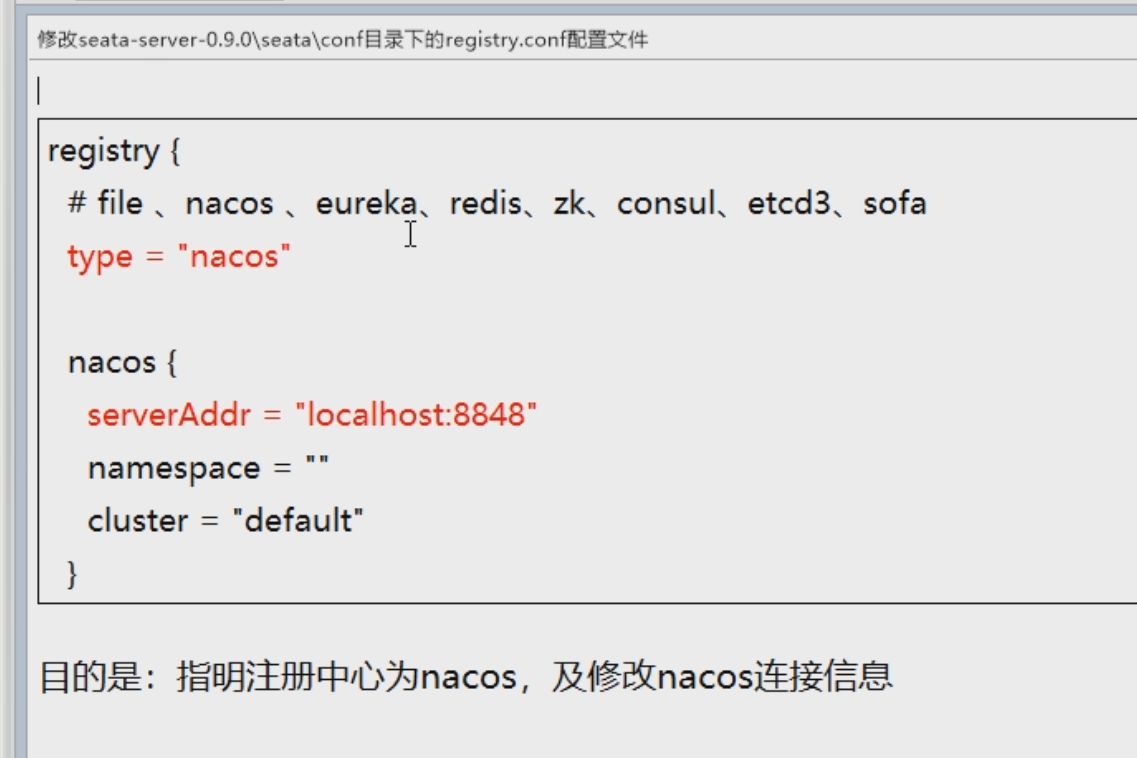 修改seata-server-0.9.0\seata\conf目录下的registry.conf配置文件
registry {
# file 、nacos 、eureka、redis、zk、consul、etcd3、sofa
type = "nacos"
nacos {
serverAddr = "localhost:8848"
namespace = ""
cluster = "default"
}
目的是：指明注册中心为nacos，及修改nacos连接信息